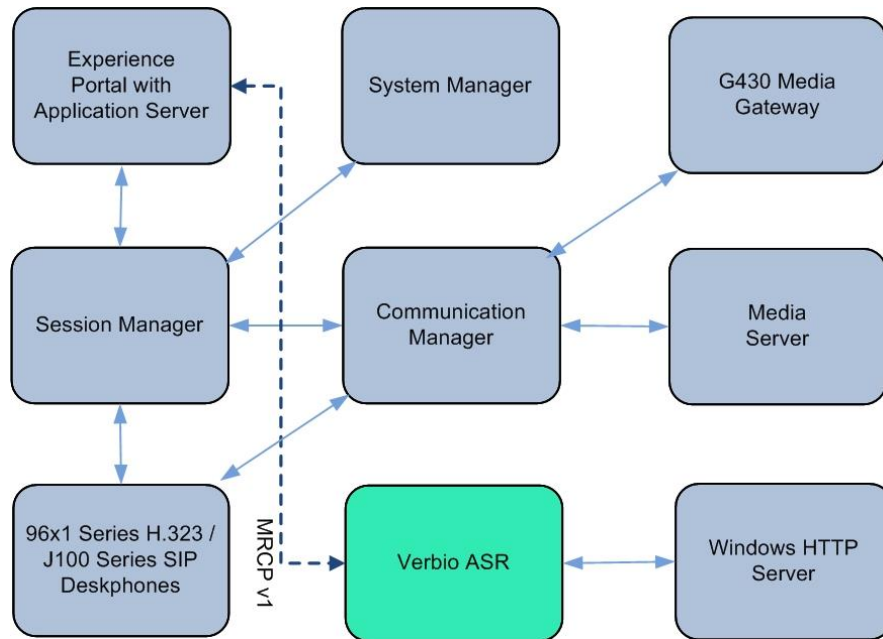 Experience
Portal with
Application Server
System Manager
G430 Media
Gateway
Session Manager
Communication
Manager
Media
Server
96x1 Series H.323 /
J100 Series SIP
Deskphones
MRCP v1
Verbio ASR
Windows HTTP
Server